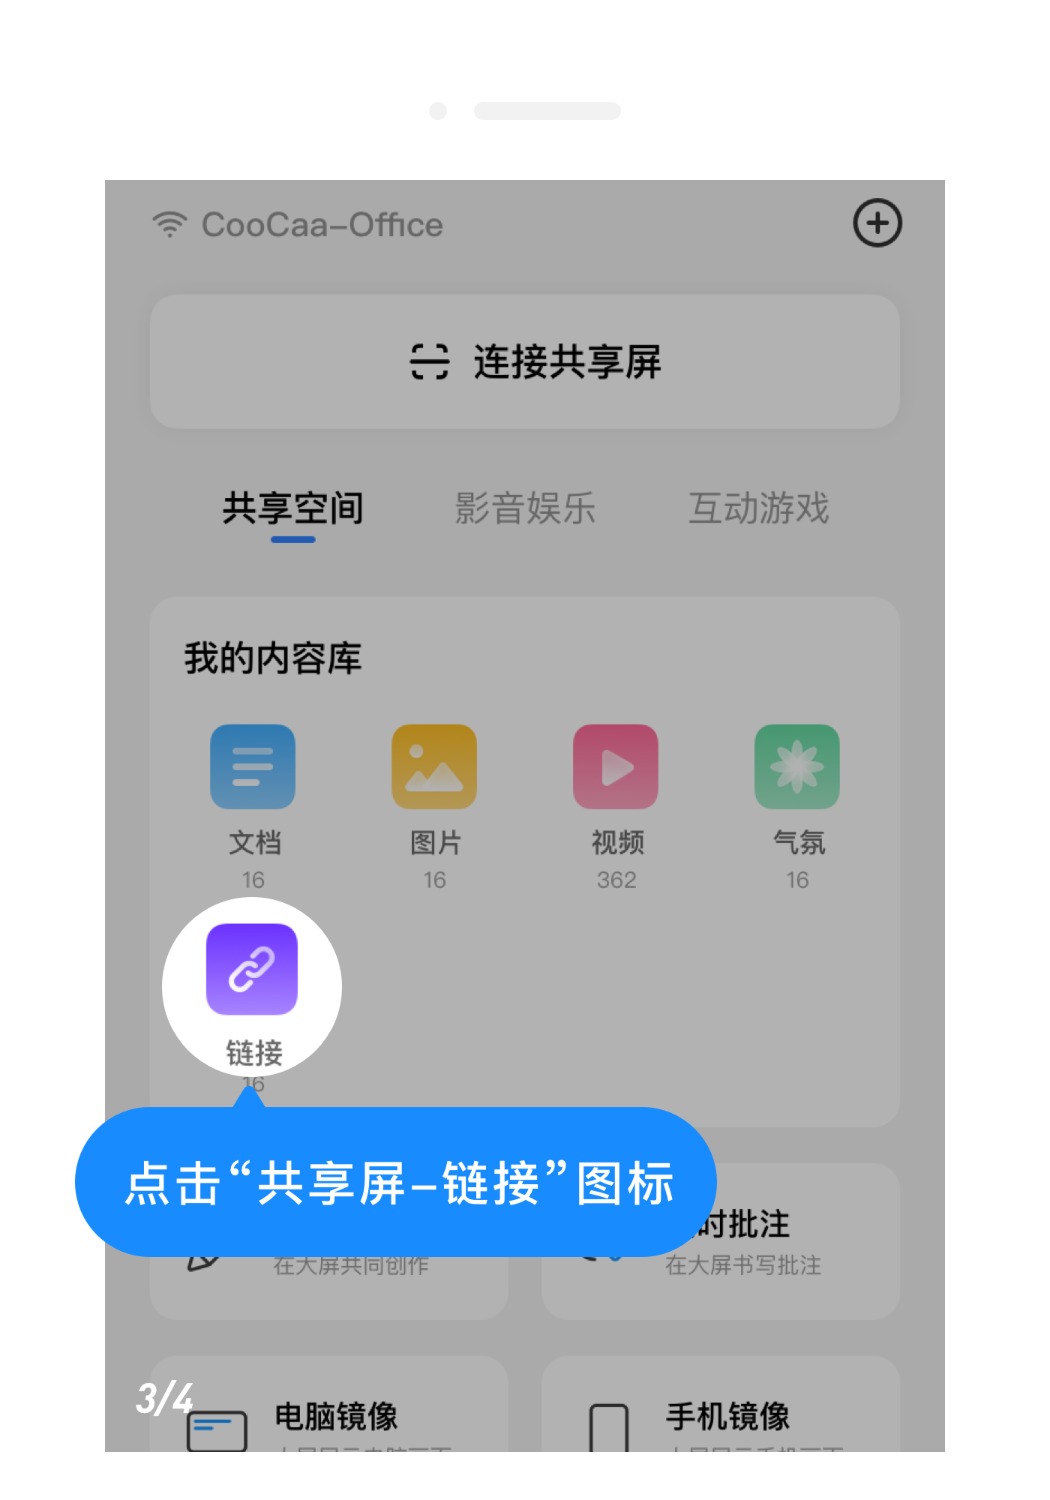 CooCaa-Office
连接共享屏
共享空间 影音娱乐 互动游戏
我的内容库
文档 图片 视频 气氛
16 16 362 16
链接
16
点击“共享屏-链接”图标
时批注
在大屏共同创作 在大屏书写批注
3/4
电脑镜像 手机镜像